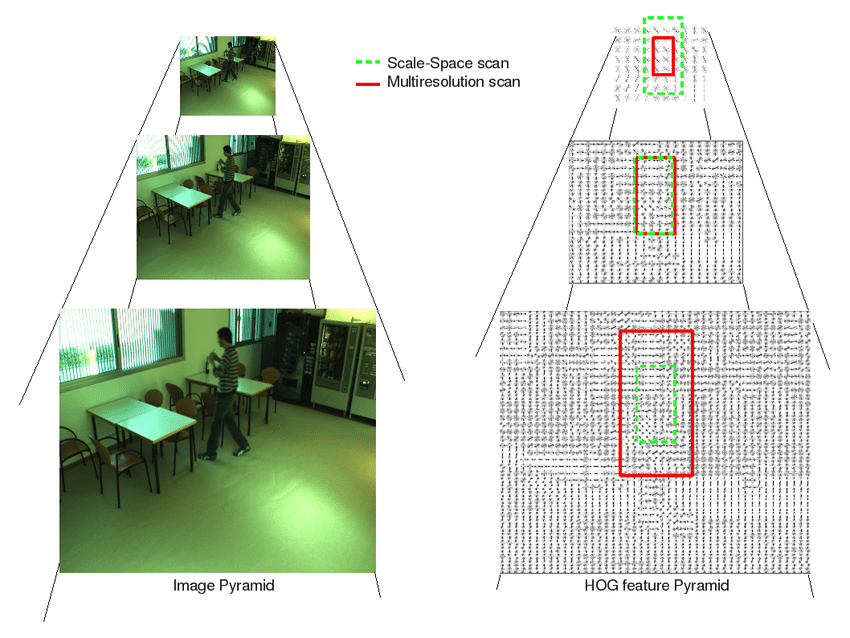 Scale-Space scan
Multiresolution scan
Image Pyramid
HOG feature Pyramid